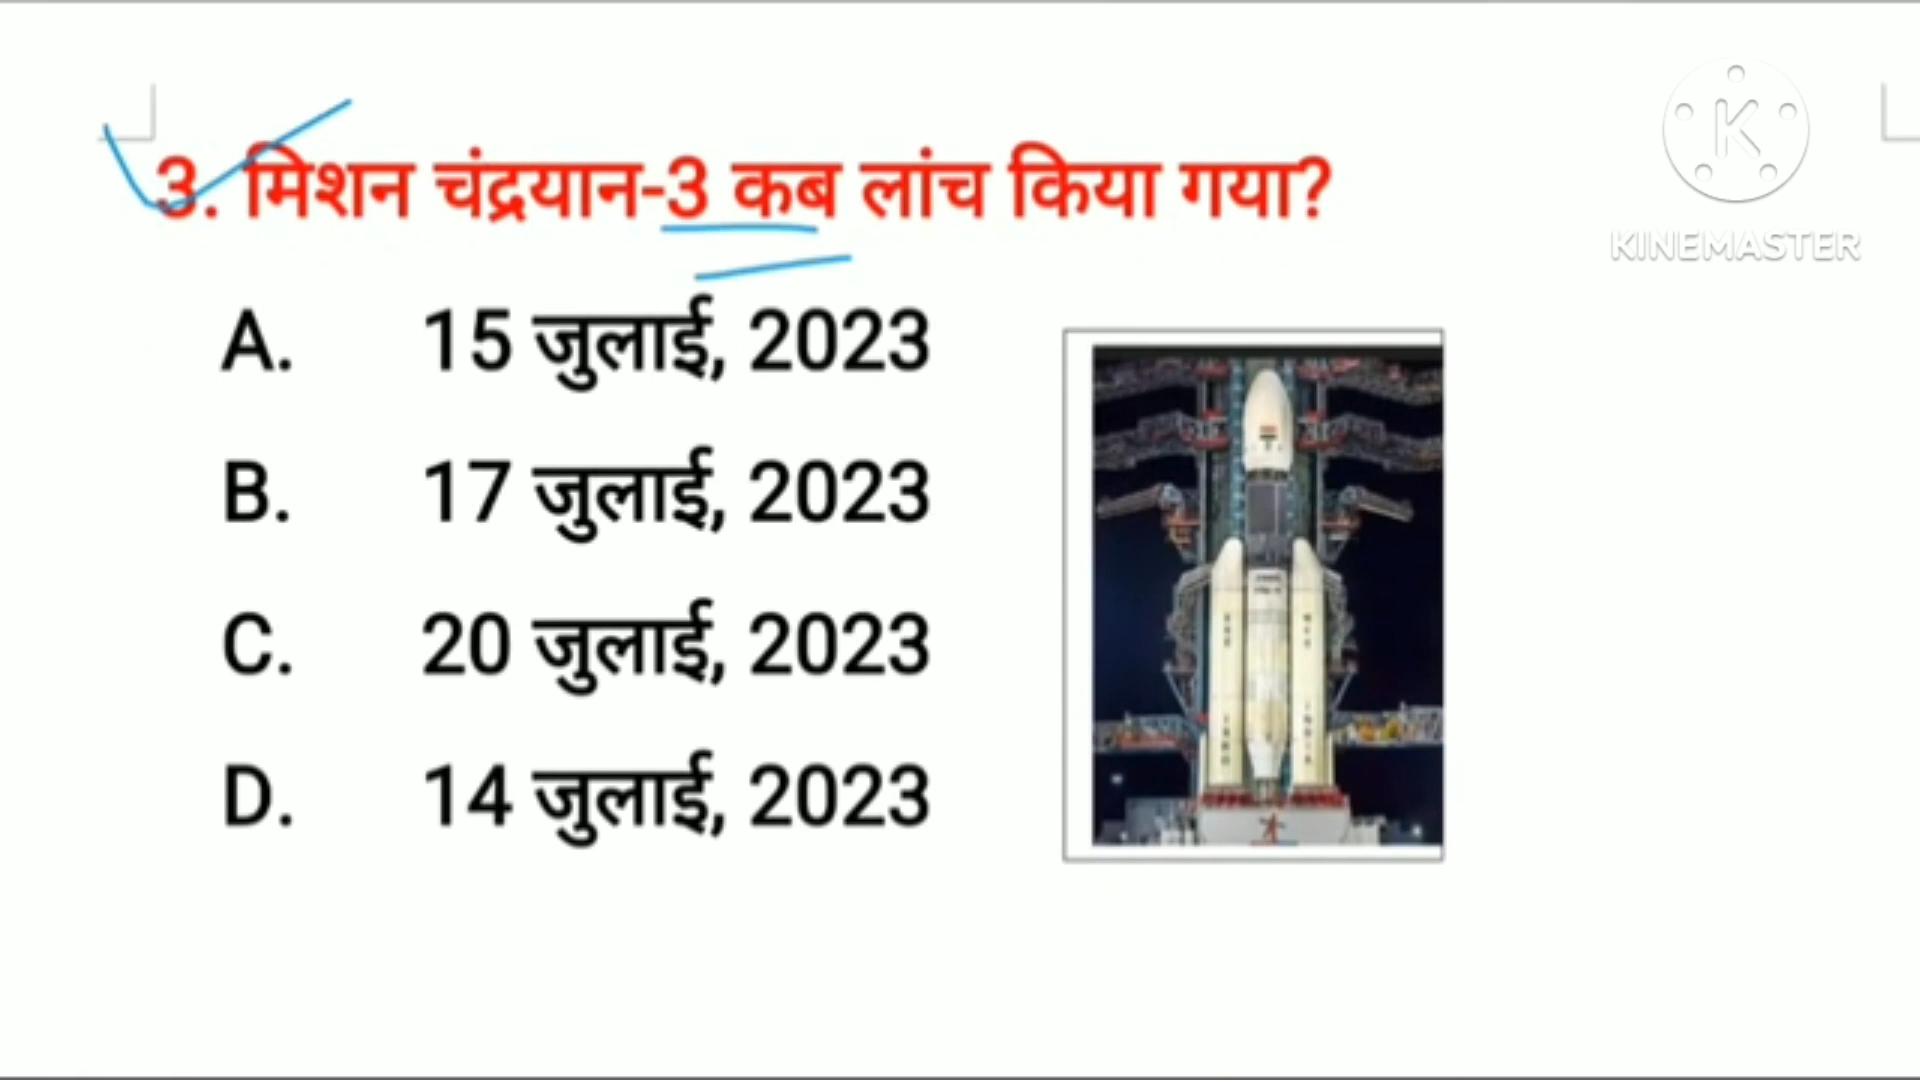 3. मिशन चंद्रयान-3 कब लांच किया गया?
K
KINEMASTER
A. 15 जुलाई, 2023
B. 17 जुलाई, 2023
C. 20 जुलाई, 2023
D. 14 जुलाई, 2023